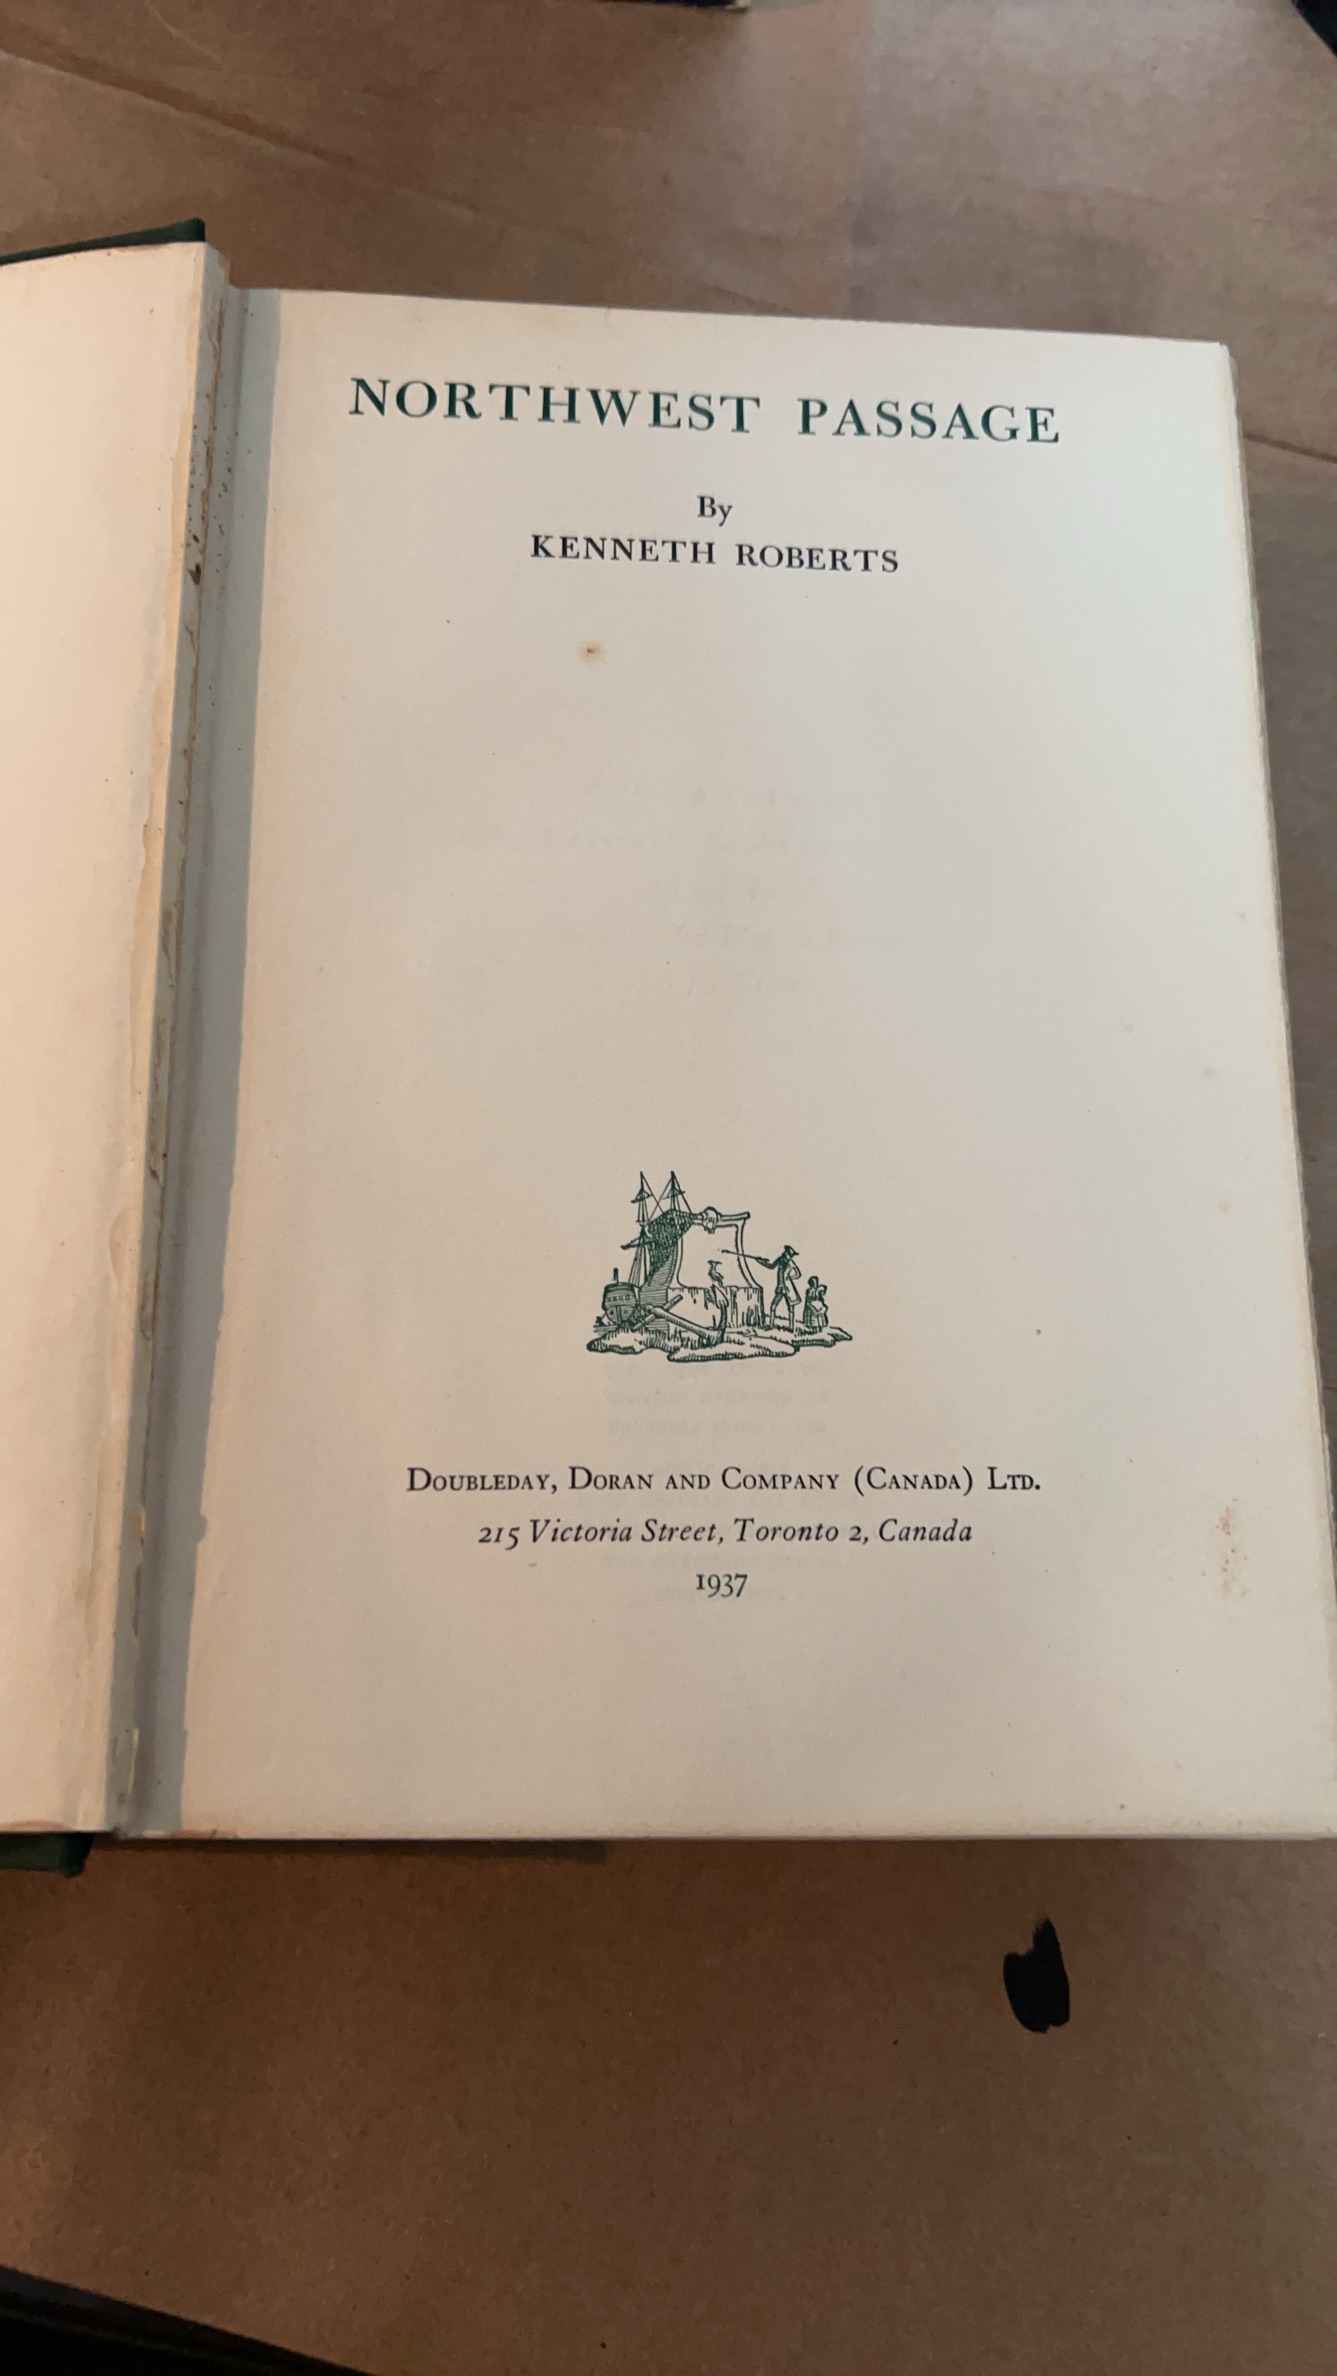 NORTHWEST PASSAGE
By
KENNETH ROBERTS
DOUBLEDAY, DORAN AND COMPANY (CANADA) LTD.
215 Victoria Street, Toronto 2, Canada
1937